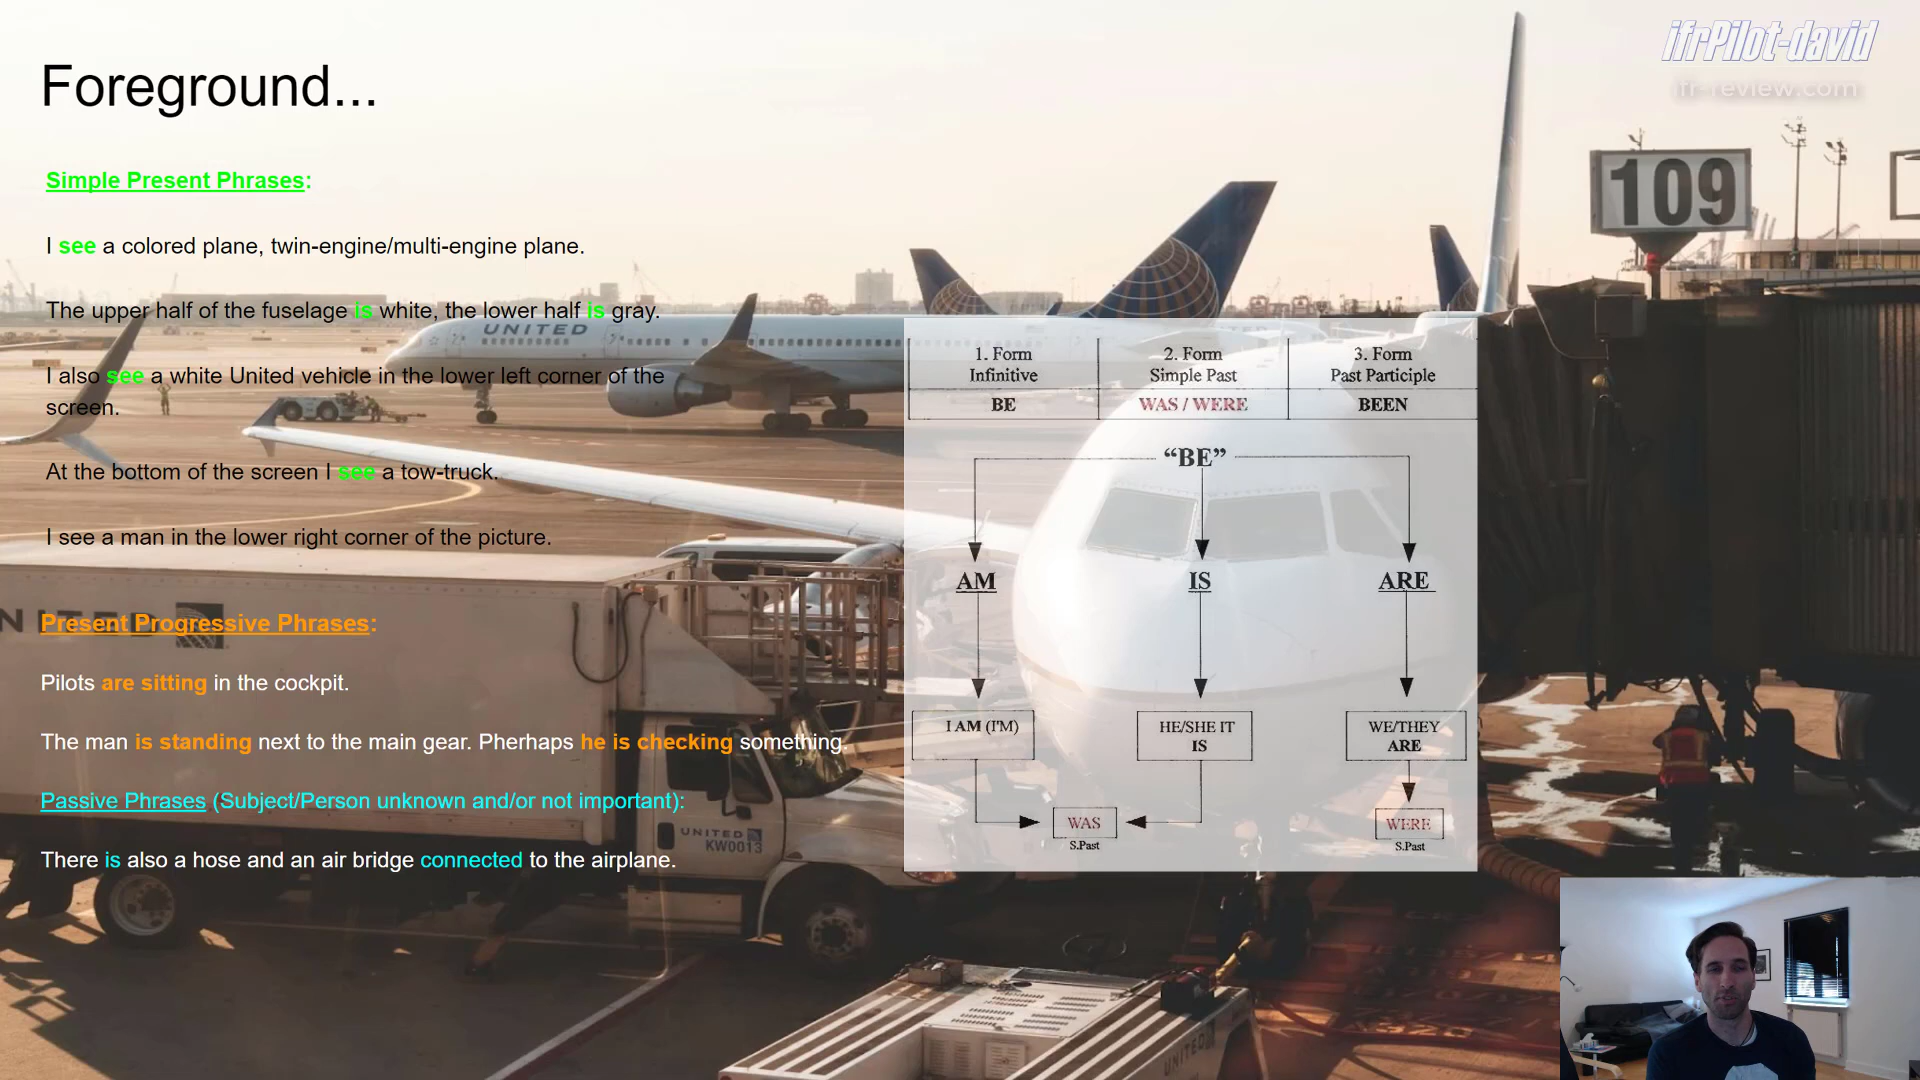 ifrPilot-david
ifr-review.com
Foreground...
109
Simple Present Phrases:
I see a colored plane, twin-engine/multi-engine plane.
The upper half of the fuselage is white, the lower half is gray.
UNITED
I also see a white United vehicle in the lower left corner of the
screen.
At the bottom of the screen I see a tow-truck.
I see a man in the lower right corner of the picture.
1. Form
Infinitive
2. Form
Simple Past
3. Form
Past Participle
BE
WAS / WERE
BEEN
“BE”
AM
IS
ARE
I AM (I'M)
HE/SHE IT
IS
WE/THEY
ARE
WAS
S.Past
WERE
S.Past
Present Progressive Phrases:
Pilots are sitting in the cockpit.
The man is standing next to the main gear. Pherhaps he is checking something.
Passive Phrases (Subject/Person unknown and/or not important):
UNITED
KW0013
There is also a hose and an air bridge connected to the airplane.
UNITED